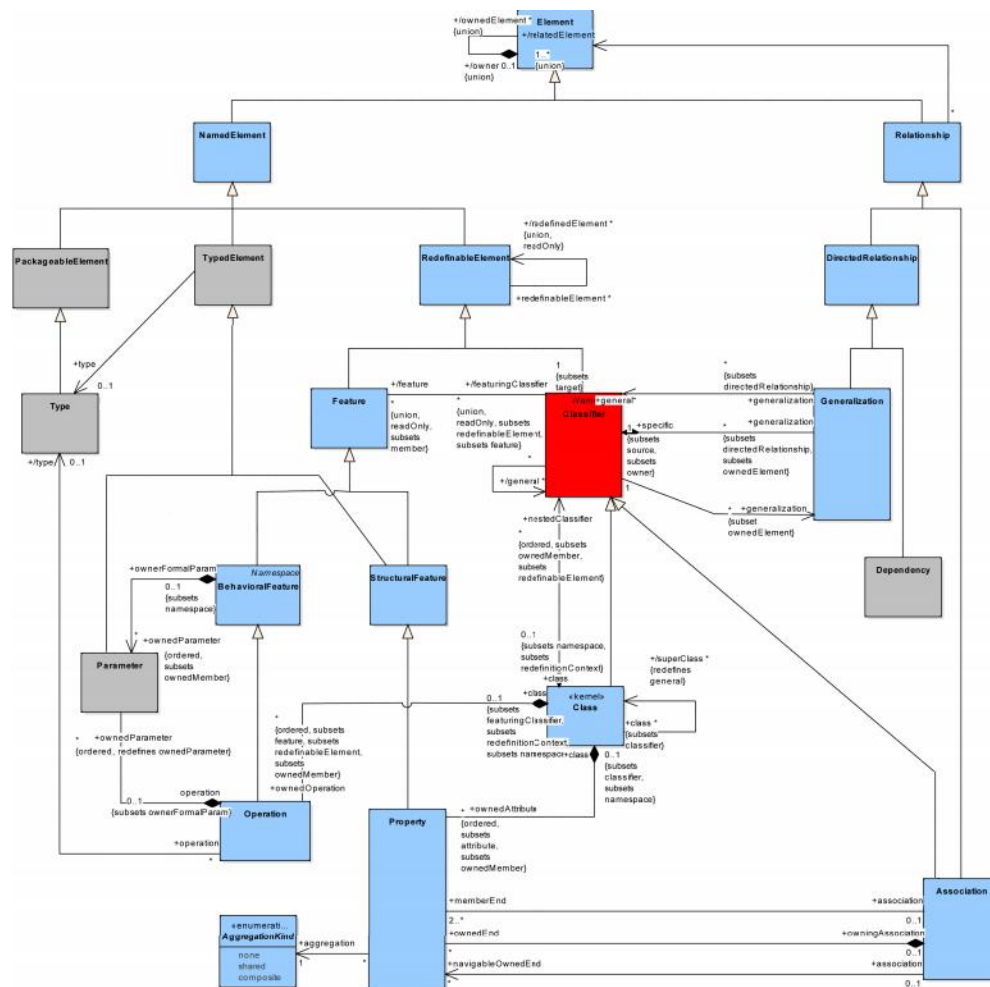 +/ownedElement *
{union}
Element
+/relatedElement
+/owner 0..1
{union}
1..*
{union}
*
NamedElement
Relationship
+/redefinedElement *
{union,
readOnly}
PackageableElement
TypedElement
RedefinableElement
DirectedRelationship
+redefinableElement *
+type
0..1
1
{subsets
target}
*
{subsets
directedRelationship}
+/feature
+/featuringClassifier
+general
Type
Feature
Classifier
+generalization
Generalization
*
{union,
readOnly, subsets
member}
*
{union,
readOnly, subsets
redefinableElement,
subsets feature}
+specific
1
{subsets
source,
subsets
owner}
+generalization
*
{subsets
directedRelationship,
subsets
ownedElement}
+/type
0..1
*
+/general *
1
+nestedClassifier
*
{ordered, subsets
ownedMember,
subsets
redefinableElement}
* +generalization
{subset
ownedElement}
+ownerFormalParam
0..1
{subsets
namespace}
Namespace
BehavioralFeature
StructuralFeature
Dependency
*
+ownedParameter
{ordered,
subsets
ownedMember}
Parameter
0..1
{subsets namespace,
subsets
redefinitionContext}
+class
+/superClass *
{redefines
general}
+class
0..1
{subsets
featuringClassifier,
subsets
redefinitionContext,
subsets namespace}
«kernel»
Class
+class *
{subsets
classifier}
*
{ordered, subsets
feature, subsets
redefinableElement,
subsets
ownedMember}
+ownedOperation
* +ownedParameter
{ordered, redefines ownedParameter}
+class
0..1
{subsets
classifier,
subsets
namespace}
operation
0..1
{subsets ownerFormalParam}
Operation
+operation
*
Property
* +ownedAttribute
{ordered,
subsets
attribute,
subsets
ownedMember}
+memberEnd
2..*
+association
0..1
Association
+ownedEnd
*
+owningAssociation
0..1
+navigableOwnedEnd
*
+association
0..1
«enumerati...
AggregationKind
none
shared
composite
+aggregation
1
*